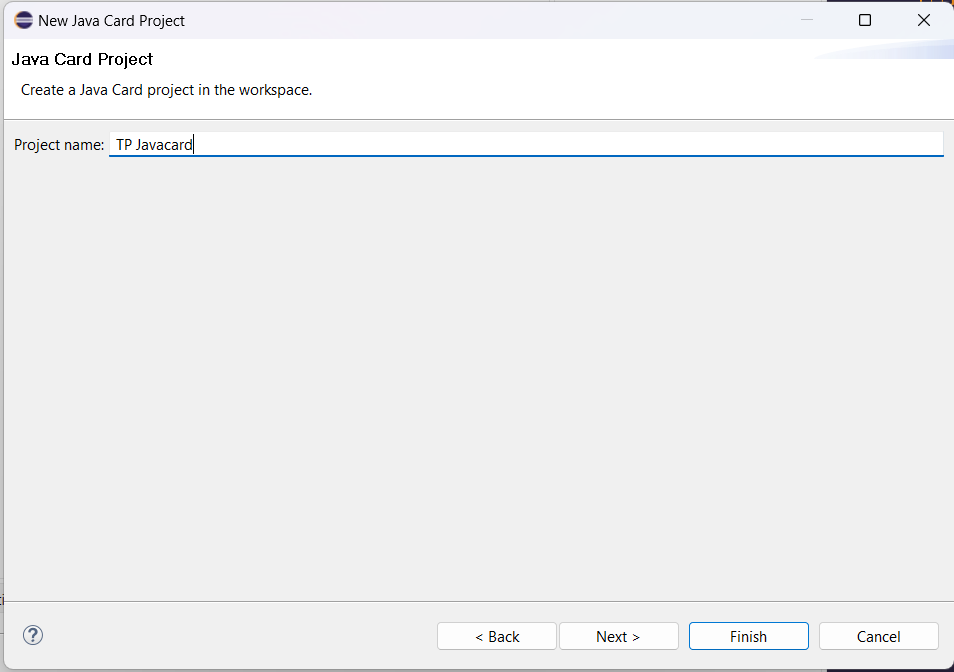 New Java Card Project
Java Card Project
Create a Java Card project in the workspace.
Project name: TP Javacard
?
< Back Next > Finish Cancel